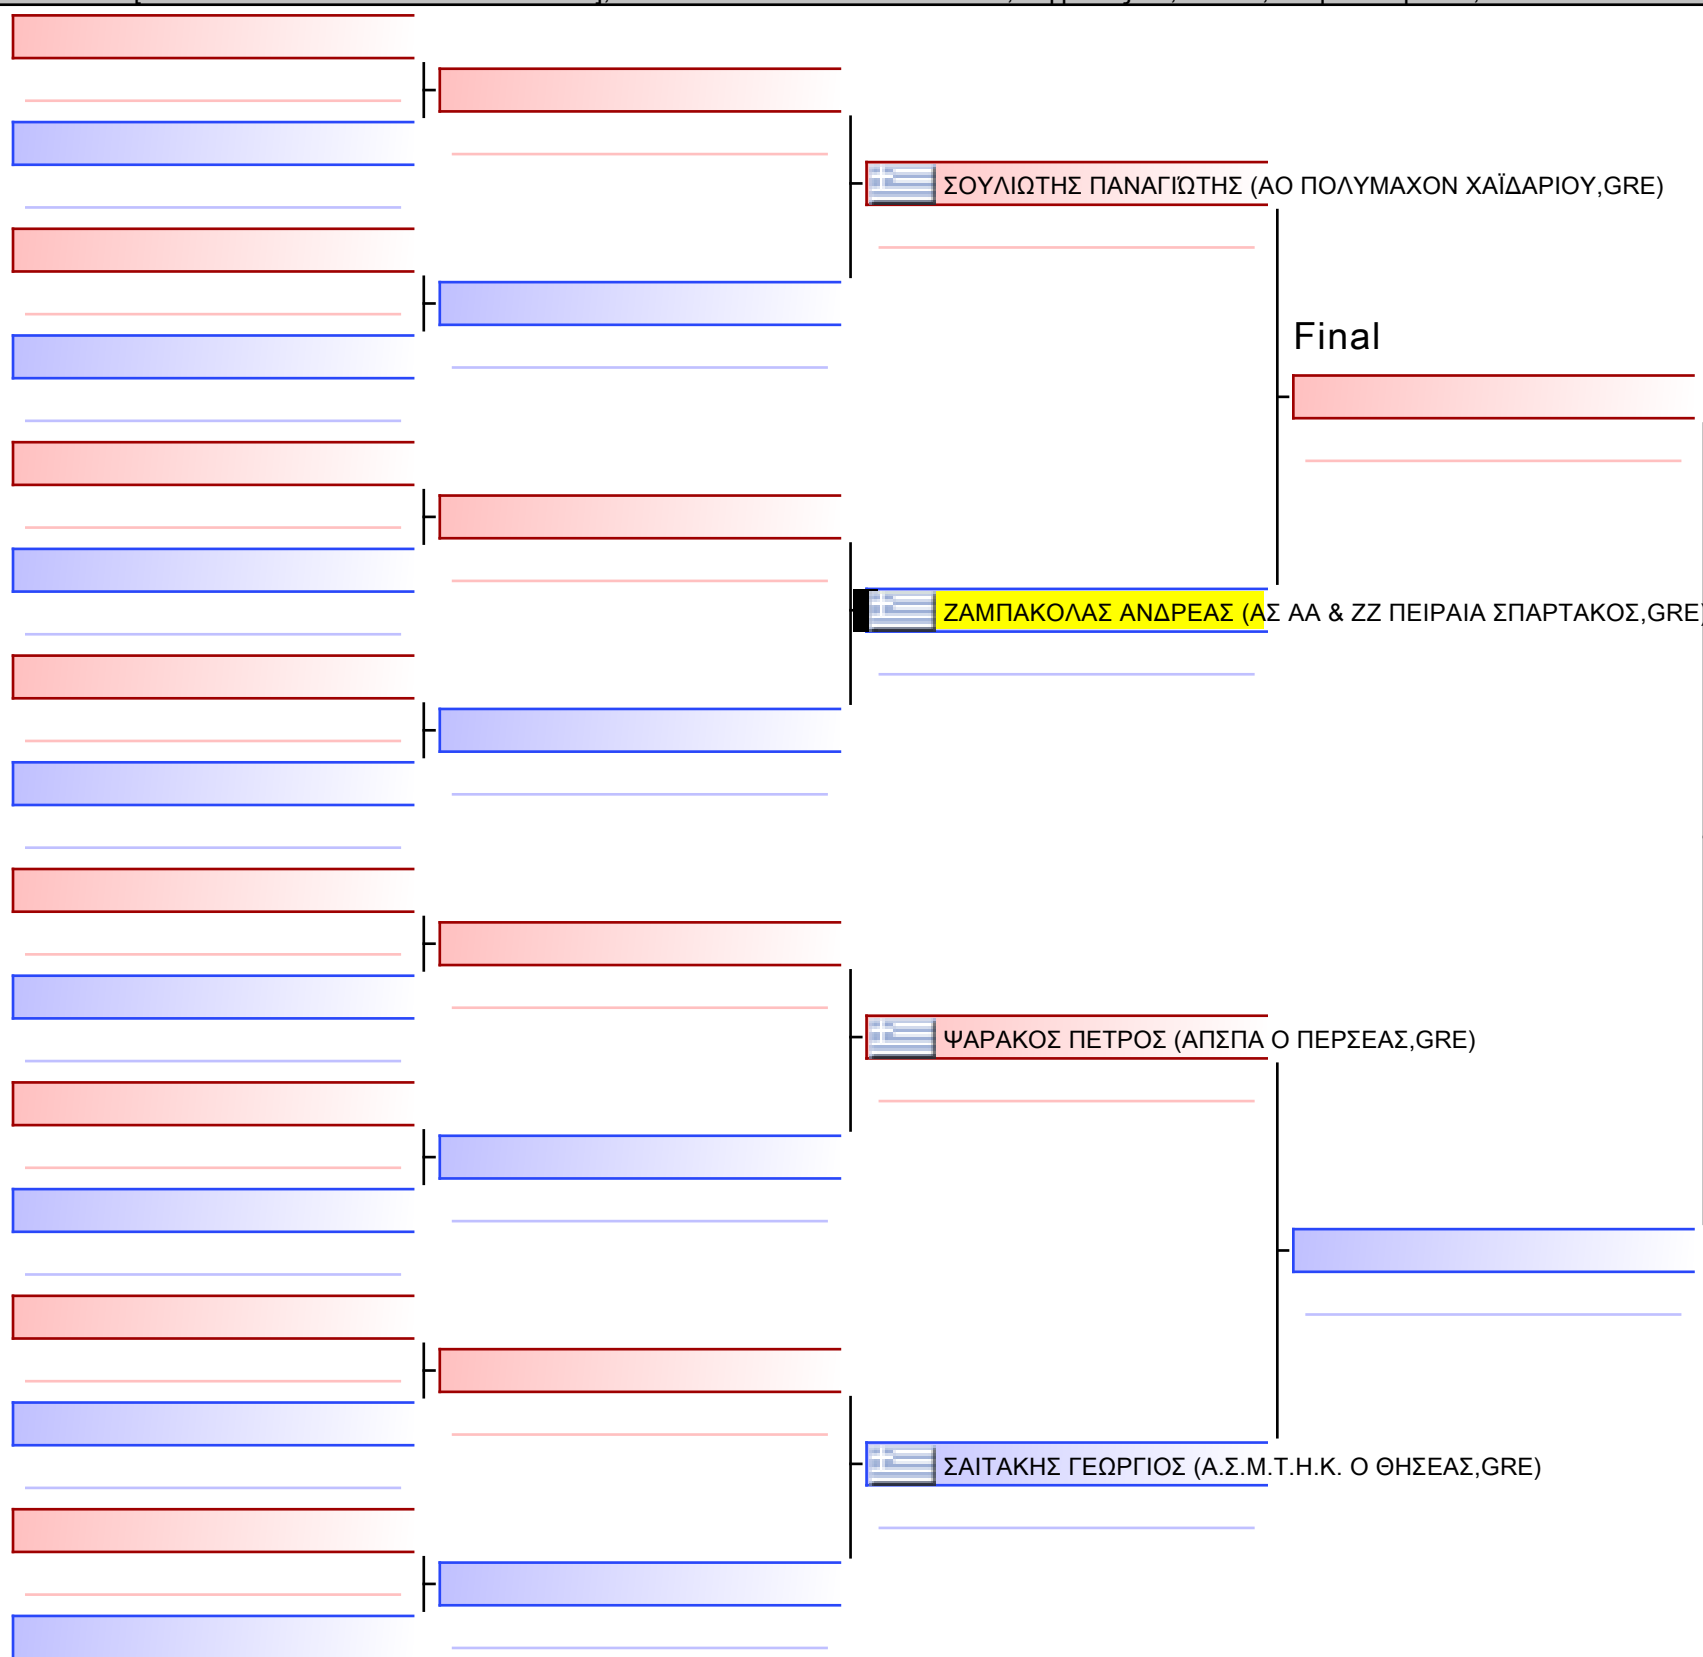 ΣΟΥΛΙΩΤΗΣ ΠΑΝΑΓΙΏΤΗΣ (ΑΟ ΠΟΛΥΜΑΧΟΝ ΧΑΪΔΑΡΙΟΥ,GRE)
Final
ΖΑΜΠΑΚΟΛΑΣ ΑΝΔΡΕΑΣ (ΑΣ ΑΑ & ΖΖ ΠΕΙΡΑΙΑ ΣΠΑΡΤΑΚΟΣ,GRE)
ΨΑΡΑΚΟΣ ΠΕΤΡΟΣ (ΑΠΣΠΑ Ο ΠΕΡΣΕΑΣ,GRE)
ΣΑΙΤΑΚΗΣ ΓΕΩΡΓΙΟΣ (Α.Σ.Μ.Τ.Η.Κ. Ο ΘΗΣΕΑΣ,GRE)